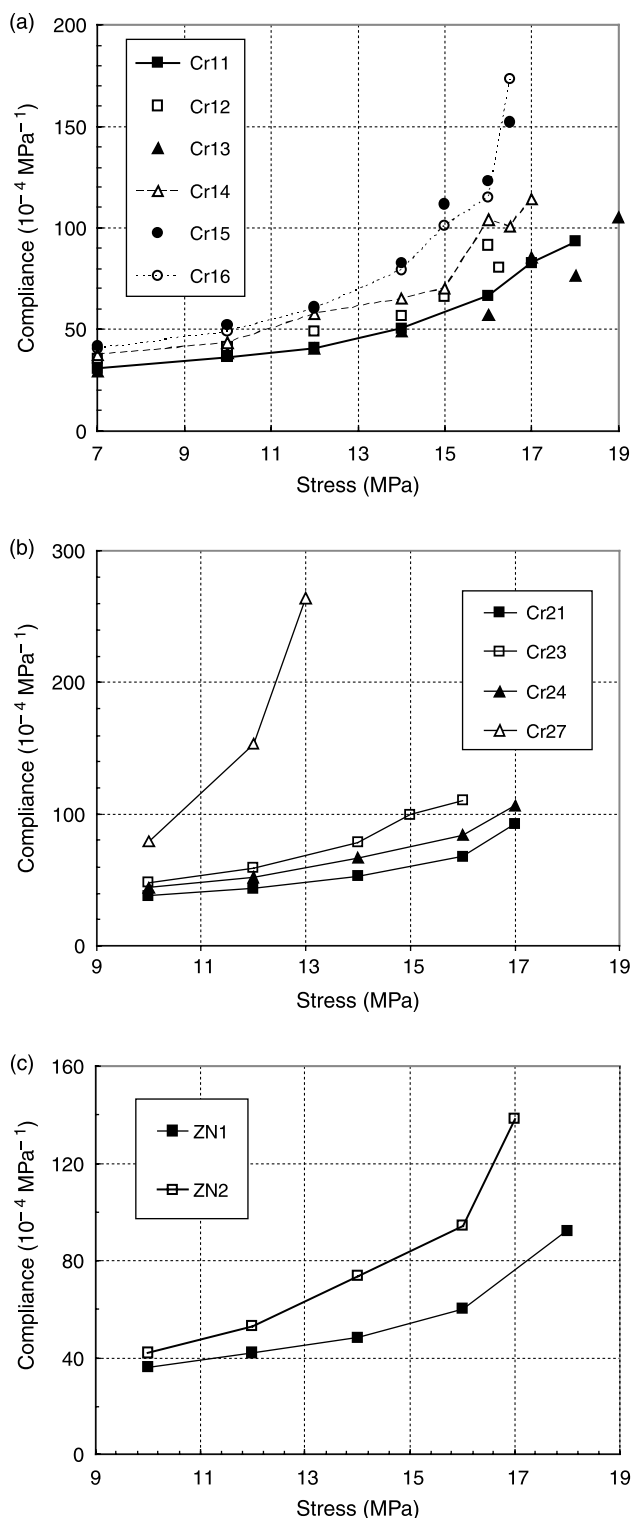 (a)
200
150
100
50
0
Compliance (10⁻⁴ MPa⁻¹)
Cr11
Cr12
Cr13
Cr14
Cr15
Cr16
7 9 11 13 15 17 19
Stress (MPa)
(b)
300
200
100
0
Compliance (10⁻⁴ MPa⁻¹)
Cr21
Cr23
Cr24
Cr27
9 11 13 15 17 19
Stress (MPa)
(c)
160
120
80
40
0
Compliance (10⁻⁴ MPa⁻¹)
ZN1
ZN2
9 11 13 15 17 19
Stress (MPa)